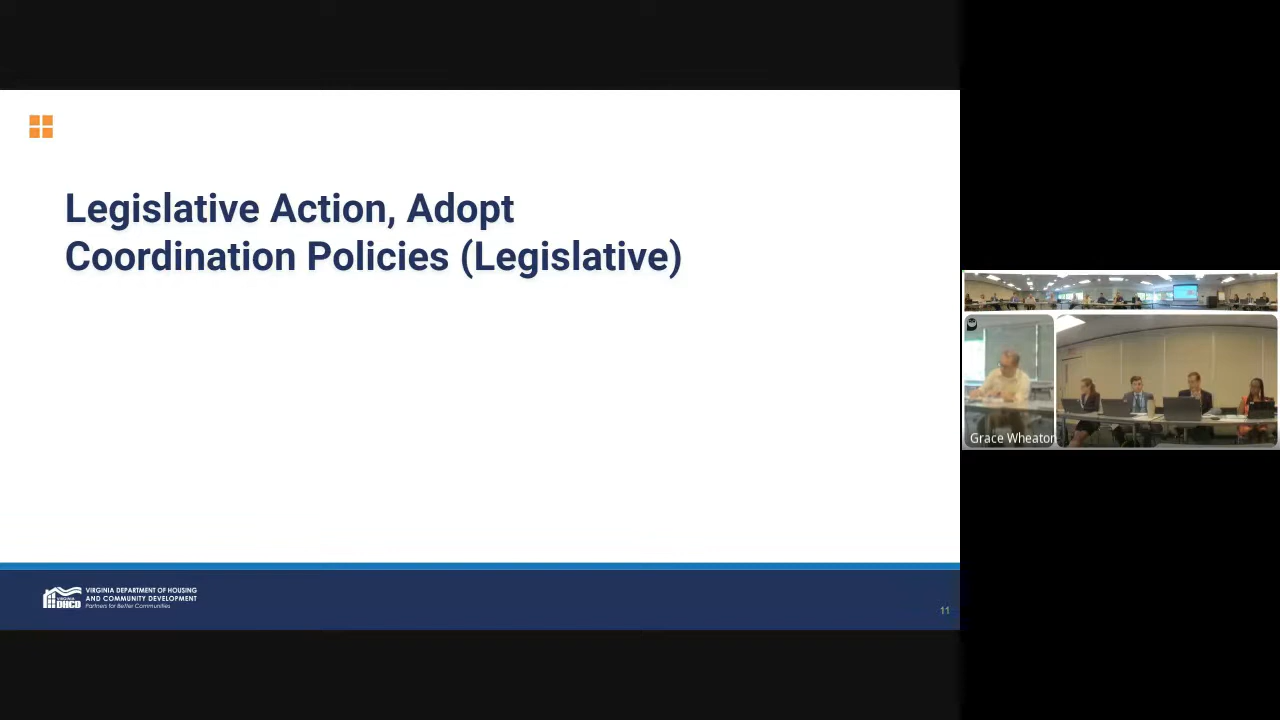 Legislative Action, Adopt
Coordination Policies (Legislative)
VIRGINIA DEPARTMENT OF HOUSING
AND COMMUNITY DEVELOPMENT
Partners for Better Communities
VIRGINIA
DHCD
11
Grace Wheaton